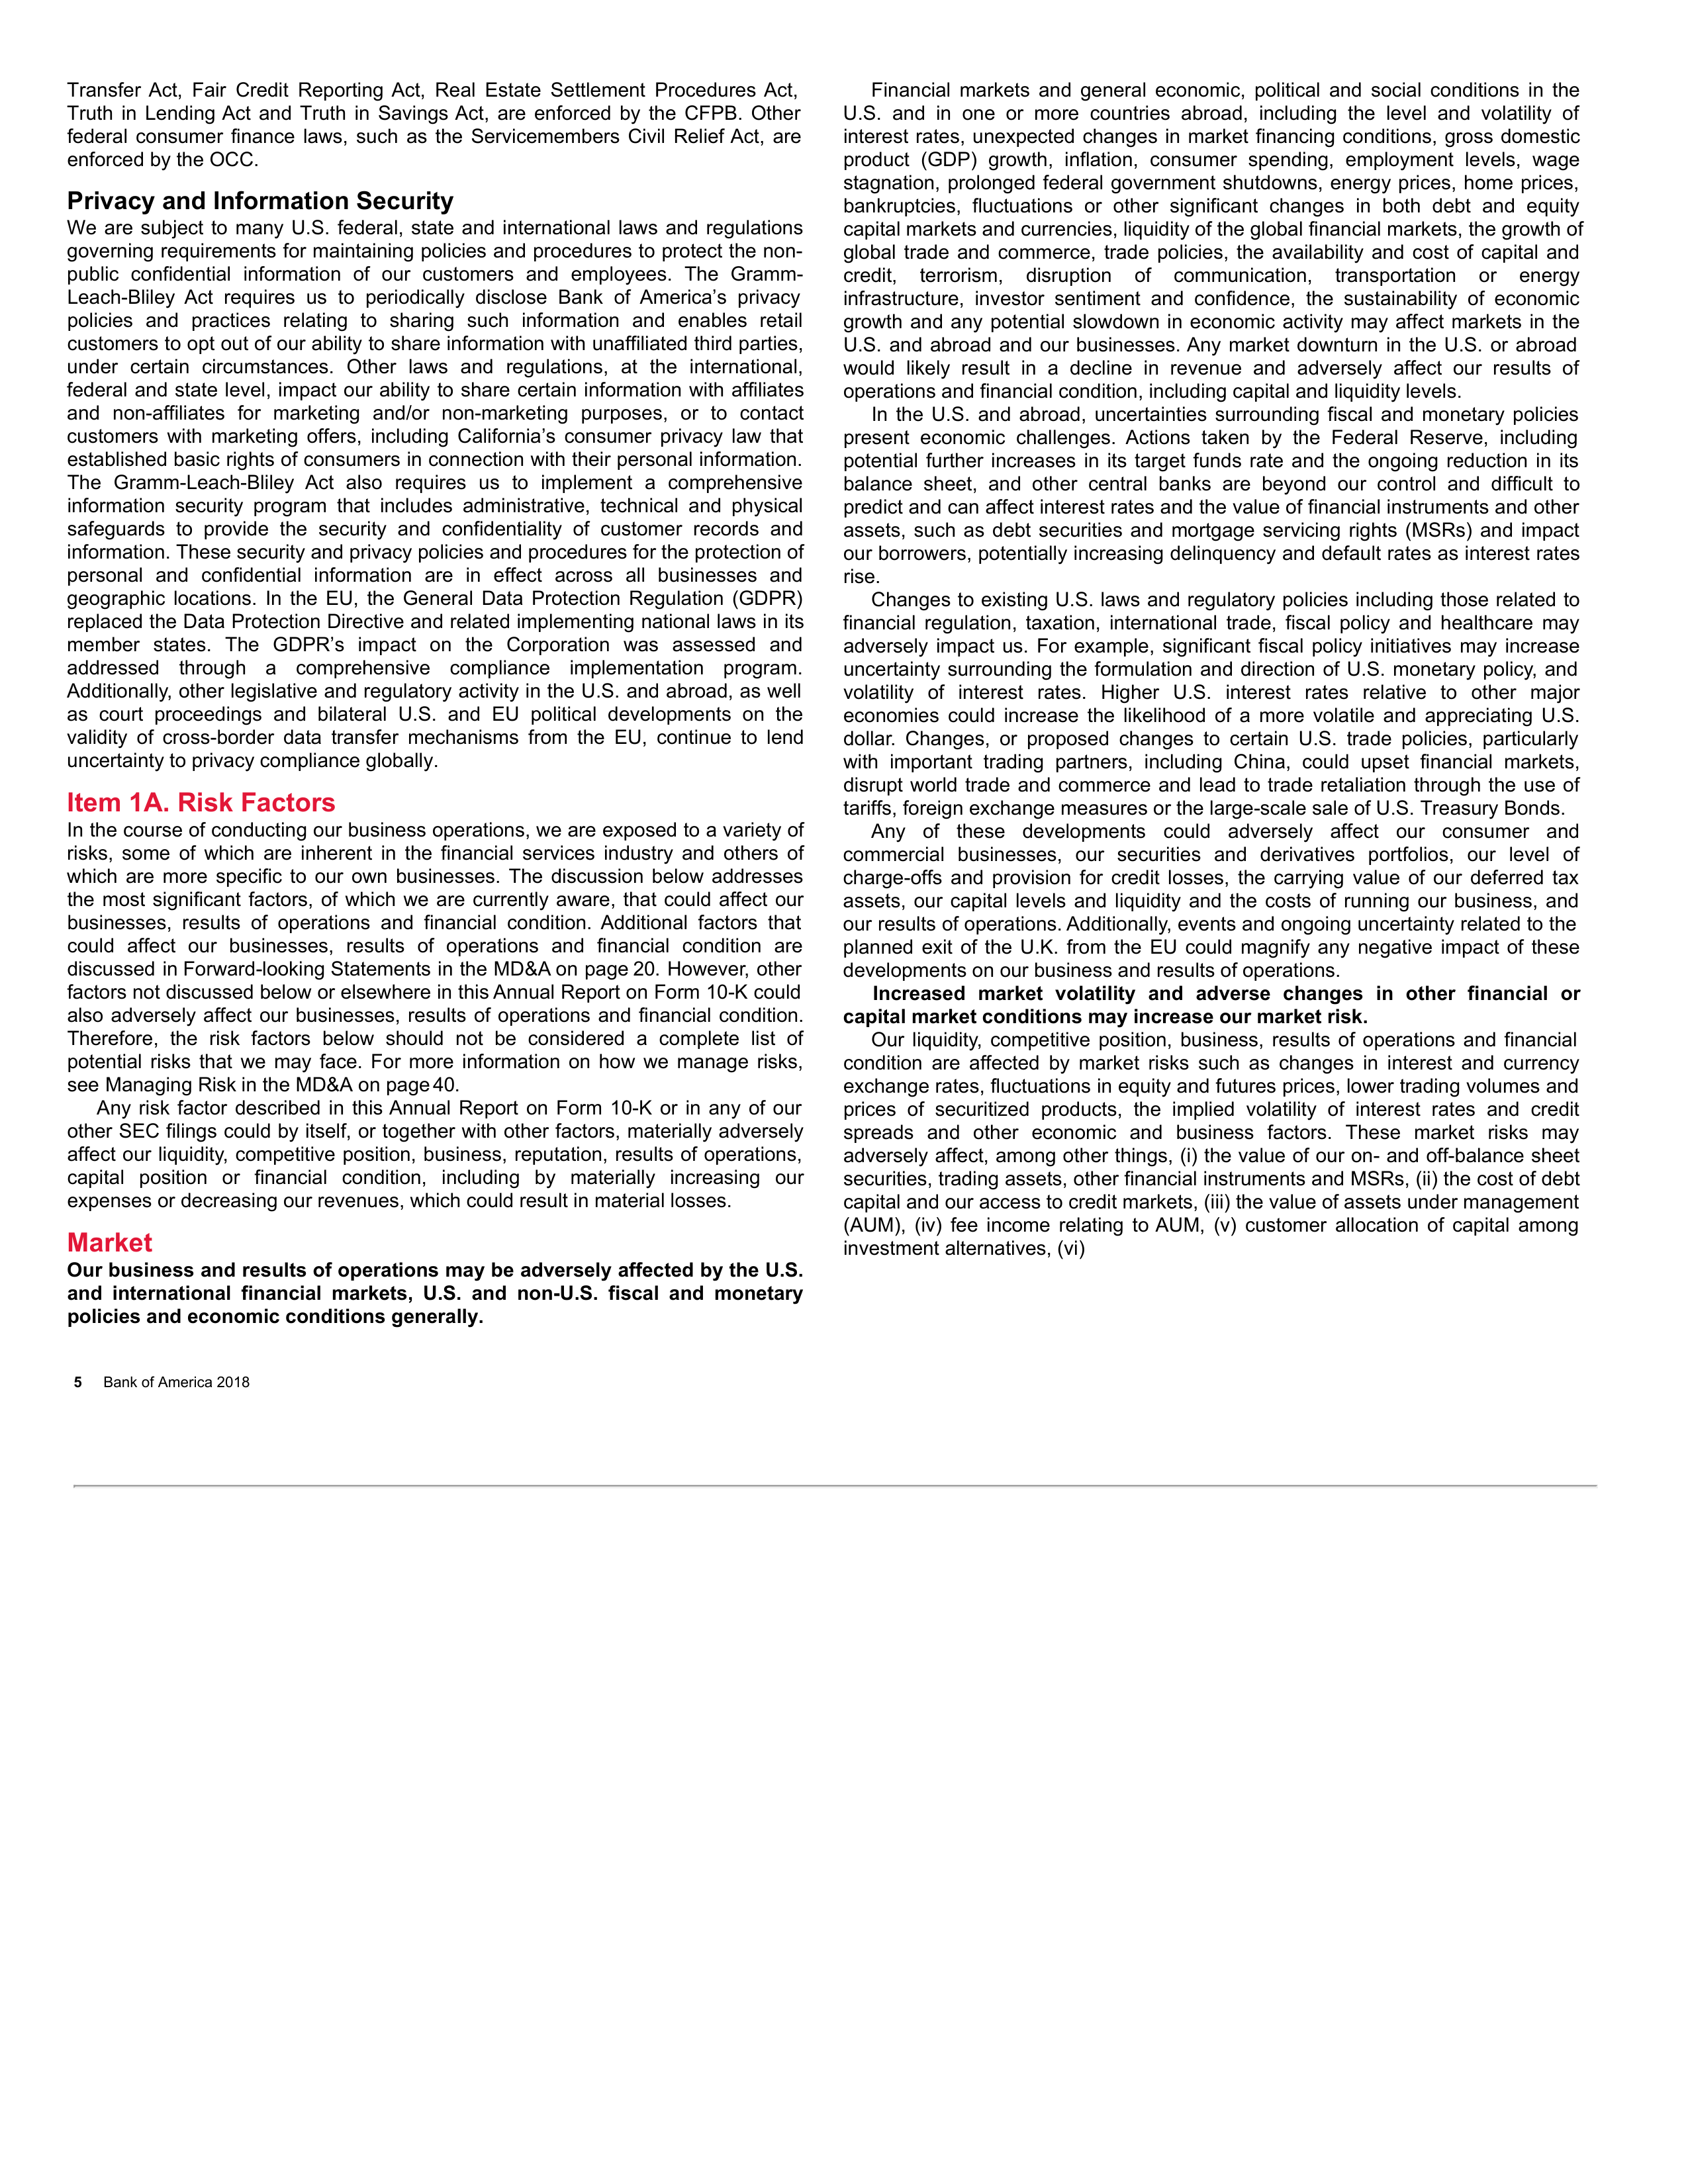 Transfer Act, Fair Credit Reporting Act, Real Estate Settlement Procedures Act,
Truth in Lending Act and Truth in Savings Act, are enforced by the CFPB. Other
federal consumer finance laws, such as the Servicemembers Civil Relief Act, are
enforced by the OCC.
Privacy and Information Security
We are subject to many U.S. federal, state and international laws and regulations
governing requirements for maintaining policies and procedures to protect the non-
public confidential information of our customers and employees. The Gramm-
Leach-Bliley Act requires us to periodically disclose Bank of America’s privacy
policies and practices relating to sharing such information and enables retail
customers to opt out of our ability to share information with unaffiliated third parties,
under certain circumstances. Other laws and regulations, at the international,
federal and state level, impact our ability to share certain information with affiliates
and non-affiliates for marketing and/or non-marketing purposes, or to contact
customers with marketing offers, including California’s consumer privacy law that
established basic rights of consumers in connection with their personal information.
The Gramm-Leach-Bliley Act also requires us to implement a comprehensive
information security program that includes administrative, technical and physical
safeguards to provide the security and confidentiality of customer records and
information. These security and privacy policies and procedures for the protection of
personal and confidential information are in effect across all businesses and
geographic locations. In the EU, the General Data Protection Regulation (GDPR)
replaced the Data Protection Directive and related implementing national laws in its
member states. The GDPR’s impact on the Corporation was assessed and
addressed through a comprehensive compliance implementation program.
Additionally, other legislative and regulatory activity in the U.S. and abroad, as well
as court proceedings and bilateral U.S. and EU political developments on the
validity of cross-border data transfer mechanisms from the EU, continue to lend
uncertainty to privacy compliance globally.
Item 1A. Risk Factors
In the course of conducting our business operations, we are exposed to a variety of
risks, some of which are inherent in the financial services industry and others of
which are more specific to our own businesses. The discussion below addresses
the most significant factors, of which we are currently aware, that could affect our
businesses, results of operations and financial condition. Additional factors that
could affect our businesses, results of operations and financial condition are
discussed in Forward-looking Statements in the MD&A on page 20. However, other
factors not discussed below or elsewhere in this Annual Report on Form 10-K could
also adversely affect our businesses, results of operations and financial condition.
Therefore, the risk factors below should not be considered a complete list of
potential risks that we may face. For more information on how we manage risks,
see Managing Risk in the MD&A on page 40.
Any risk factor described in this Annual Report on Form 10-K or in any of our
other SEC filings could by itself, or together with other factors, materially adversely
affect our liquidity, competitive position, business, reputation, results of operations,
capital position or financial condition, including by materially increasing our
expenses or decreasing our revenues, which could result in material losses.
Market
Our business and results of operations may be adversely affected by the U.S.
and international financial markets, U.S. and non-U.S. fiscal and monetary
policies and economic conditions generally.
Financial markets and general economic, political and social conditions in the
U.S. and in one or more countries abroad, including the level and volatility of
interest rates, unexpected changes in market financing conditions, gross domestic
product (GDP) growth, inflation, consumer spending, employment levels, wage
stagnation, prolonged federal government shutdowns, energy prices, home prices,
bankruptcies, fluctuations or other significant changes in both debt and equity
capital markets and currencies, liquidity of the global financial markets, the growth of
global trade and commerce, trade policies, the availability and cost of capital and
credit, terrorism, disruption of communication, transportation or energy
infrastructure, investor sentiment and confidence, the sustainability of economic
growth and any potential slowdown in economic activity may affect markets in the
U.S. and abroad and our businesses. Any market downturn in the U.S. or abroad
would likely result in a decline in revenue and adversely affect our results of
operations and financial condition, including capital and liquidity levels.
In the U.S. and abroad, uncertainties surrounding fiscal and monetary policies
present economic challenges. Actions taken by the Federal Reserve, including
potential further increases in its target funds rate and the ongoing reduction in its
balance sheet, and other central banks are beyond our control and difficult to
predict and can affect interest rates and the value of financial instruments and other
assets, such as debt securities and mortgage servicing rights (MSRs) and impact
our borrowers, potentially increasing delinquency and default rates as interest rates
rise.
Changes to existing U.S. laws and regulatory policies including those related to
financial regulation, taxation, international trade, fiscal policy and healthcare may
adversely impact us. For example, significant fiscal policy initiatives may increase
uncertainty surrounding the formulation and direction of U.S. monetary policy, and
volatility of interest rates. Higher U.S. interest rates relative to other major
economies could increase the likelihood of a more volatile and appreciating U.S.
dollar. Changes, or proposed changes to certain U.S. trade policies, particularly
with important trading partners, including China, could upset financial markets,
disrupt world trade and commerce and lead to trade retaliation through the use of
tariffs, foreign exchange measures or the large-scale sale of U.S. Treasury Bonds.
Any of these developments could adversely affect our consumer and
commercial businesses, our securities and derivatives portfolios, our level of
charge-offs and provision for credit losses, the carrying value of our deferred tax
assets, our capital levels and liquidity and the costs of running our business, and
our results of operations. Additionally, events and ongoing uncertainty related to the
planned exit of the U.K. from the EU could magnify any negative impact of these
developments on our business and results of operations.
Increased market volatility and adverse changes in other financial or
capital market conditions may increase our market risk.
Our liquidity, competitive position, business, results of operations and financial
condition are affected by market risks such as changes in interest and currency
exchange rates, fluctuations in equity and futures prices, lower trading volumes and
prices of securitized products, the implied volatility of interest rates and credit
spreads and other economic and business factors. These market risks may
adversely affect, among other things, (i) the value of our on- and off-balance sheet
securities, trading assets, other financial instruments and MSRs, (ii) the cost of debt
capital and our access to credit markets, (iii) the value of assets under management
(AUM), (iv) fee income relating to AUM, (v) customer allocation of capital among
investment alternatives, (vi)
5 Bank of America 2018